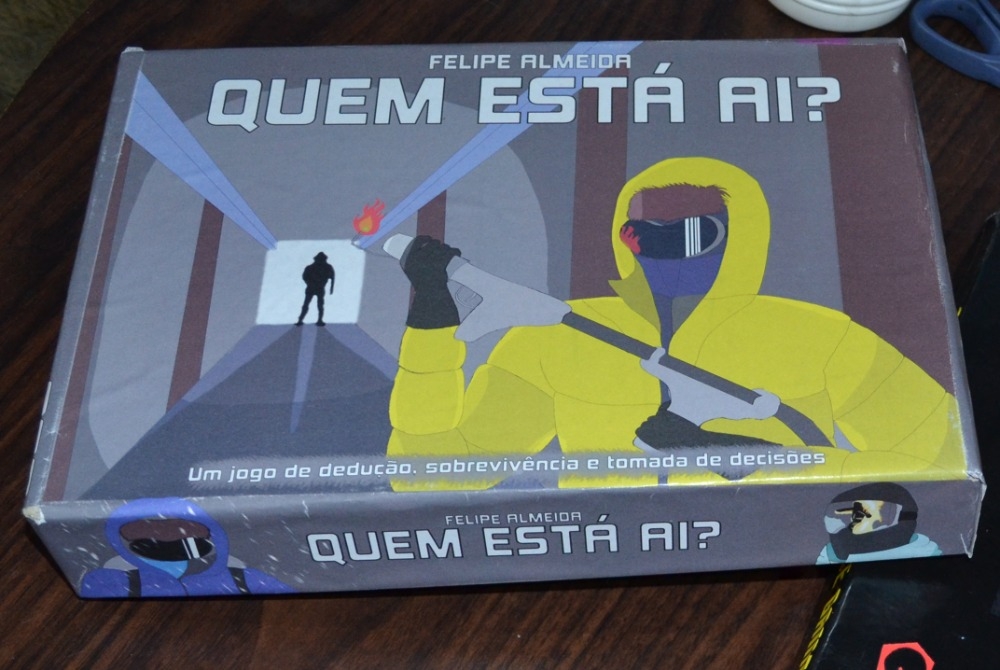 FELIPE ALMEIDA
QUEM ESTÁ AI?
Um jogo de dedução, sobrevivência e tomada de decisões
FELIPE ALMEIDA
QUEM ESTÁ AI?